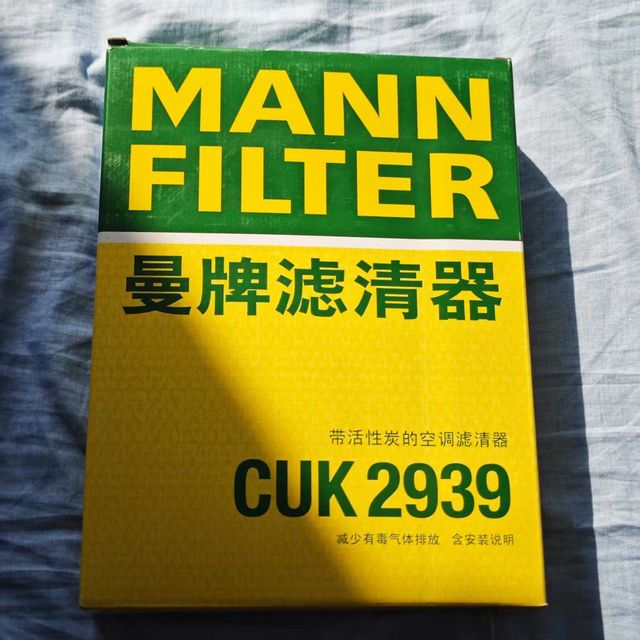 MANN
FILTER
曼牌滤清器
带活性炭的空调滤清器
CUK 2939
减少有毒气体排放 含安装说明